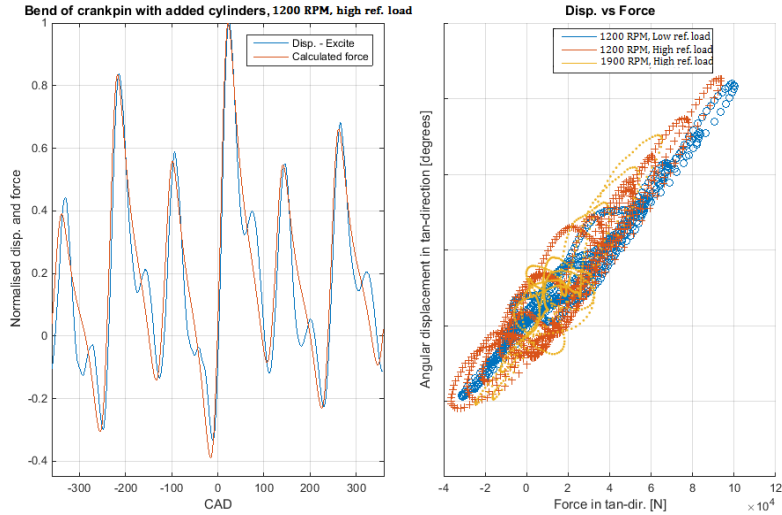 Bend of crankpin with added cylinders, 1200 RPM, high ref. load
Disp. - Excite
Calculated force
Normalised disp. and force
1
0.8
0.6
0.4
0.2
0
-0.2
-0.4
-300
-200
-100
0
100
200
300
CAD
Disp. vs Force
1200 RPM, Low ref. load
1200 RPM, High ref. load
1900 RPM, High ref. load
Angular displacement in tan-direction [degrees]
-4
-2
0
2
4
6
8
10
12
Force in tan-dir. [N]
× 10^4